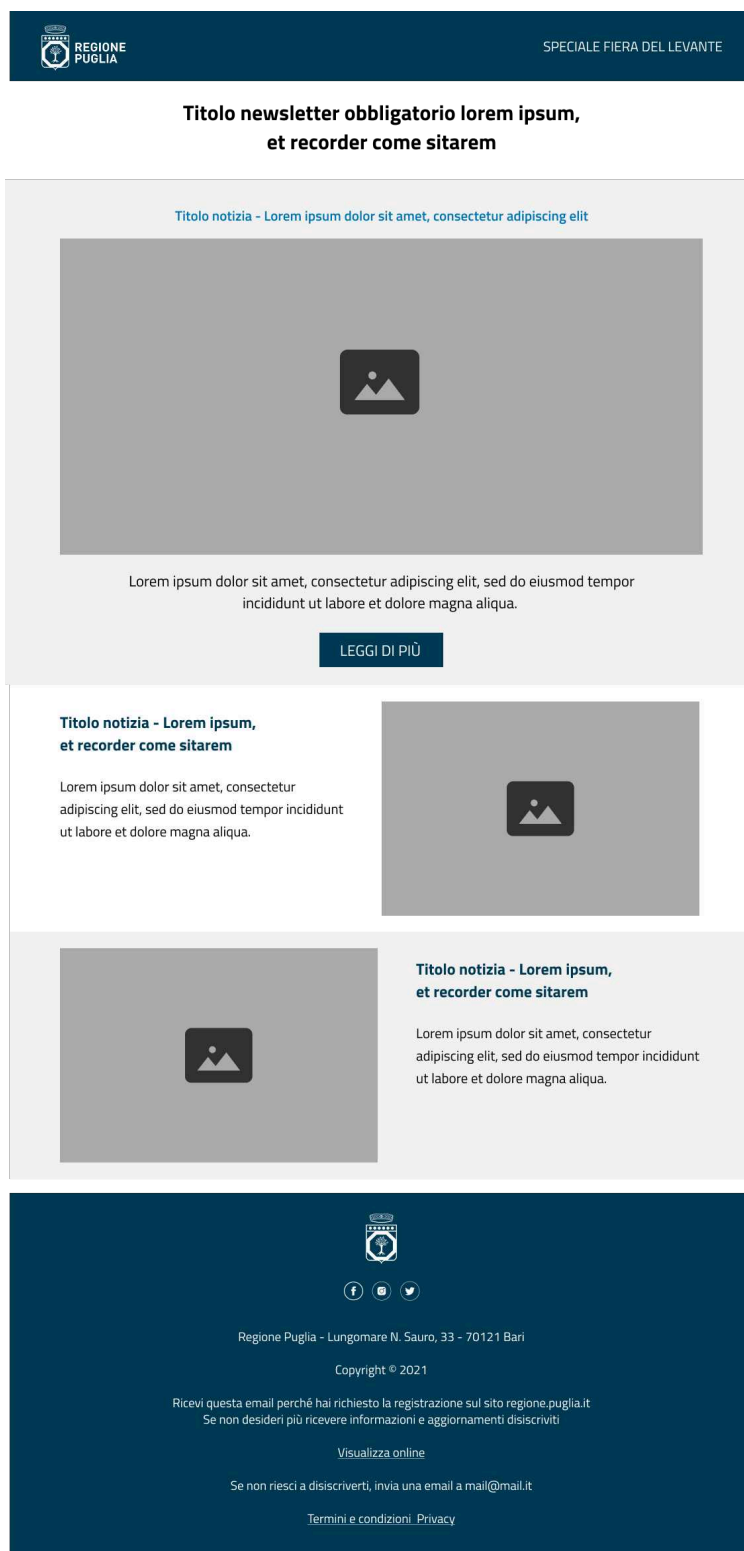 REGIONE
PUGLIA
SPECIALE FIERA DEL LEVANTE
Titolo newsletter obbligatorio lorem ipsum,
et recorder come sitarem
Titolo notizia - Lorem ipsum dolor sit amet, consectetur adipiscing elit
Lorem ipsum dolor sit amet, consectetur adipiscing elit, sed do eiusmod tempor
incididunt ut labore et dolore magna aliqua.
LEGGI DI PIÙ
Titolo notizia - Lorem ipsum,
et recorder come sitarem
Lorem ipsum dolor sit amet, consectetur
adipiscing elit, sed do eiusmod tempor incididunt
ut labore et dolore magna aliqua.
Titolo notizia - Lorem ipsum,
et recorder come sitarem
Lorem ipsum dolor sit amet, consectetur
adipiscing elit, sed do eiusmod tempor incididunt
ut labore et dolore magna aliqua.
Regione Puglia - Lungomare N. Sauro, 33 - 70121 Bari
Copyright © 2021
Ricevi questa email perché hai richiesto la registrazione sul sito regione.puglia.it
Se non desideri più ricevere informazioni e aggiornamenti disiscriviti
Visualizza online
Se non riesci a disiscriverti, invia una email a mail@mail.it
Termini e condizioni Privacy